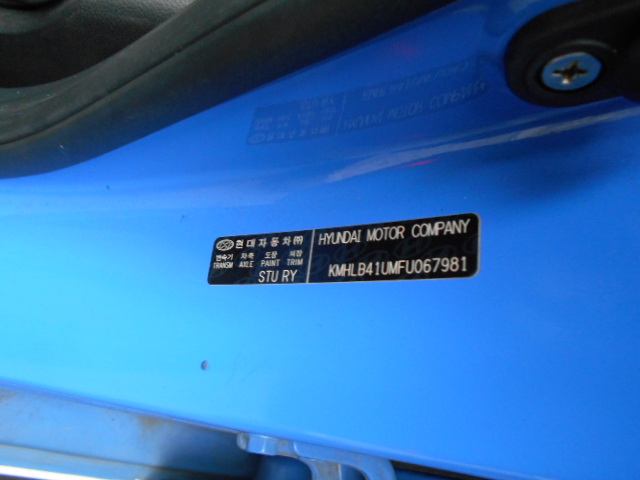 현대자동차㈜
변속기 차축 도장 의장
TRANSM AXLE PAINT TRIM
STU RY
HYUNDAI MOTOR COMPANY
KMHLB41UMFU067981